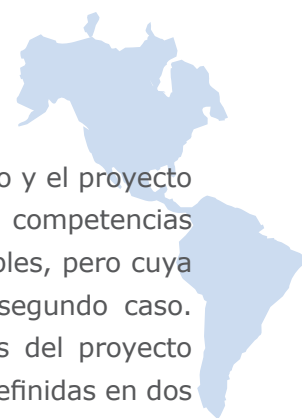 o y el proyecto
competencias
bles, pero cuya
segundo caso.
s del proyecto
efinidas en dos